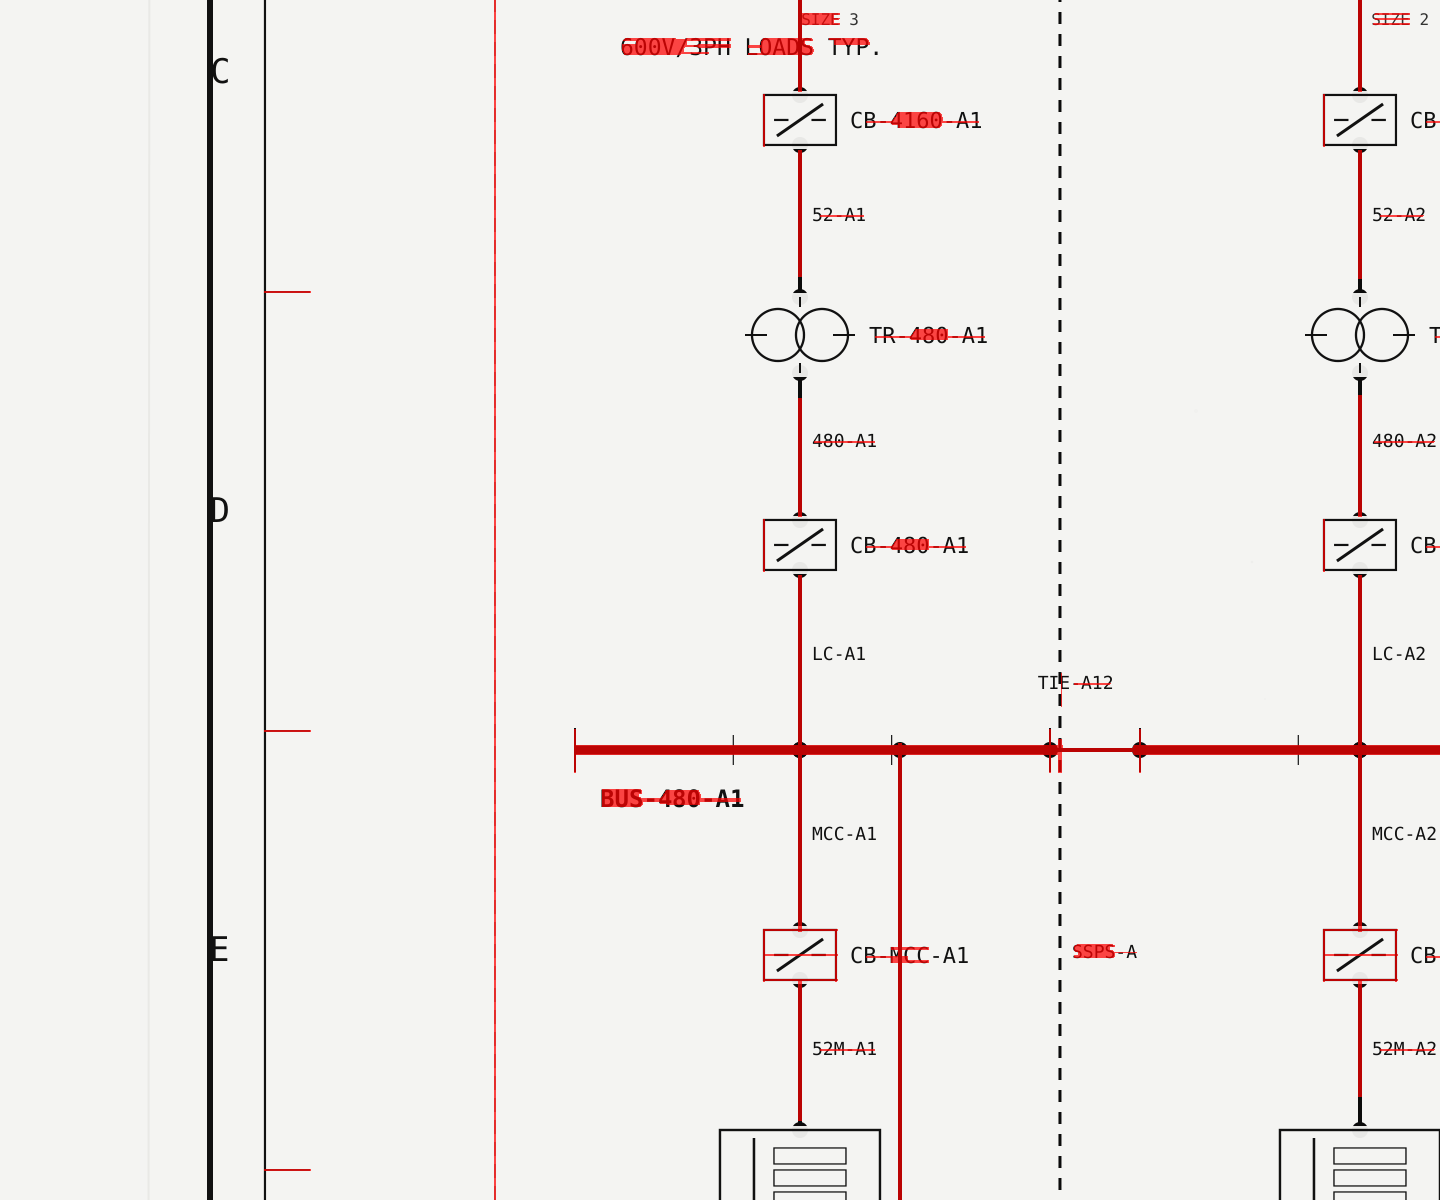 SIZE 3
SIZE 2
600V/3PH LOADS TYP.
C
CB-4160-A1
CB
52-A1
52-A2
TR-480-A1
T
480-A1
480-A2
D
CB-480-A1
CB
LC-A1
LC-A2
TIE-A12
BUS-480-A1
MCC-A1
MCC-A2
E
CB-MCC-A1
SSPS-A
CB
52M-A1
52M-A2